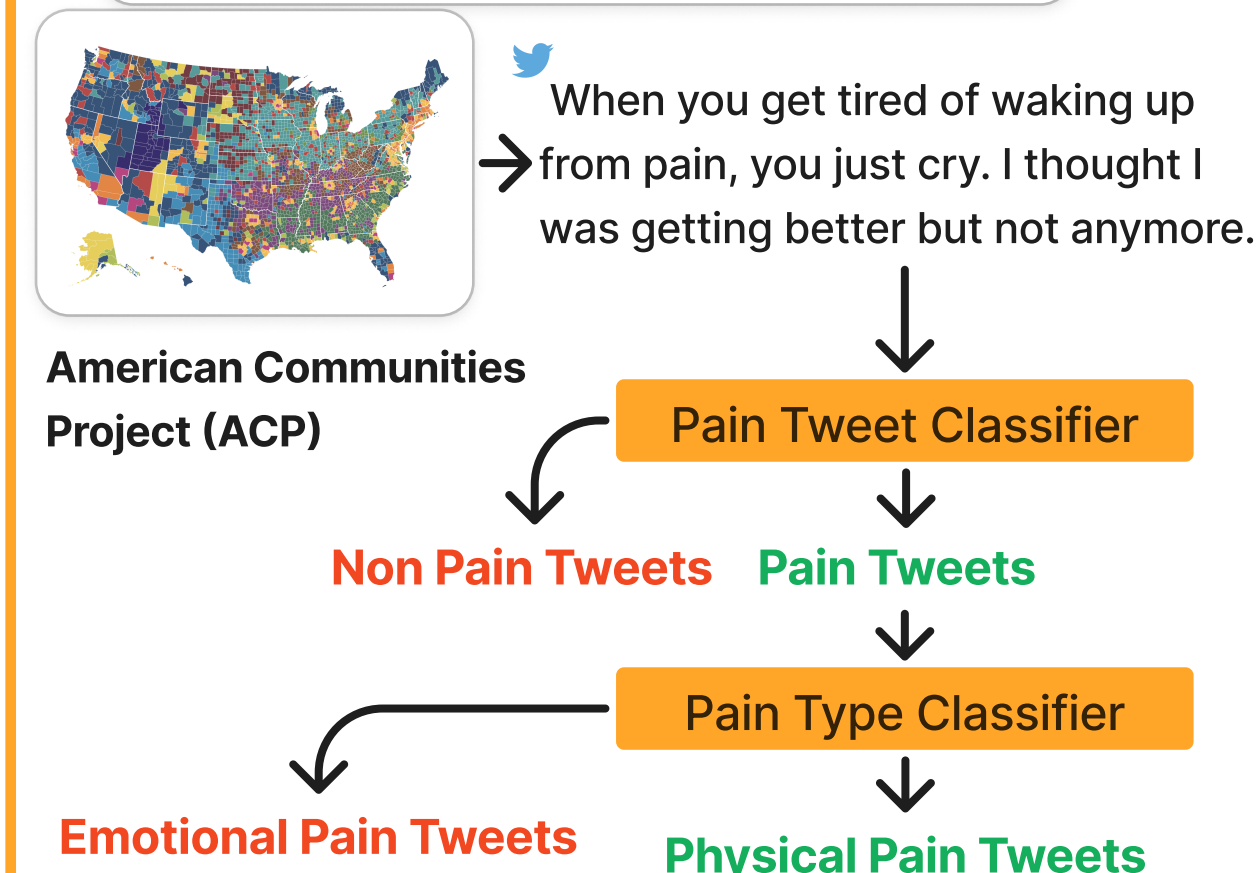 When you get tired of waking up
from pain, you just cry. I thought I
was getting better but not anymore.
American Communities
Project (ACP)
Pain Tweet Classifier
Non Pain Tweets
Pain Tweets
Pain Type Classifier
Emotional Pain Tweets
Physical Pain Tweets